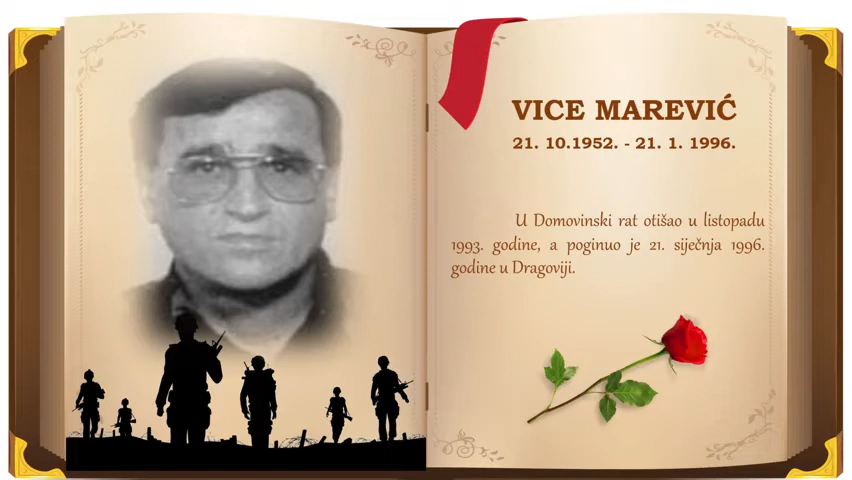 VICE MAREVIĆ
21. 10.1952. - 21. 1. 1996.
U Domovinski rat otišao u listopadu
1993. godine, a poginuo je 21. siječnja 1996.
godine u Dragoviji.